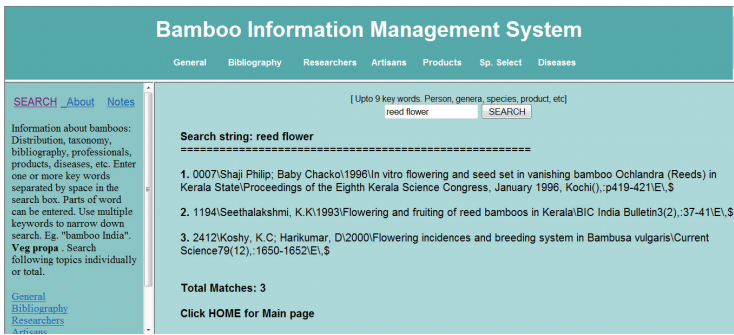 Bamboo Information Management System
General Bibliography Researchers Artisans Products Sp. Select Diseases
SEARCH _About Notes
Information about bamboos:
Distribution, taxonomy,
bibliography, professionals,
products, diseases, etc. Enter
one or more key words
separated by space in the
search box. Parts of word
can be entered. Use multiple
keywords to narrow down
search. Eg. "bamboo India".
Veg propa . Search
following topics individually
or total.
General
Bibliography
Researchers
Artisans
[ Upto 9 key words. Person, genera, species, product, etc]
reed flower SEARCH
Search string: reed flower
========================================================
1. 0007\Shaji Philip; Baby Chacko\1996\In vitro flowering and seed set in vanishing bamboo Ochlandra (Reeds) in
Kerala State\Proceedings of the Eighth Kerala Science Congress, January 1996, Kochi(),:p419-421\E\,$
2. 1194\Seethalakshmi, K.K\1993\Flowering and fruiting of reed bamboos in Kerala\BIC India Bulletin3(2),:37-41\E\,$
3. 2412\Koshy, K.C; Harikumar, D\2000\Flowering incidences and breeding system in Bambusa vulgaris\Current
Science79(12),:1650-1652\E\,$
Total Matches: 3
Click HOME for Main page